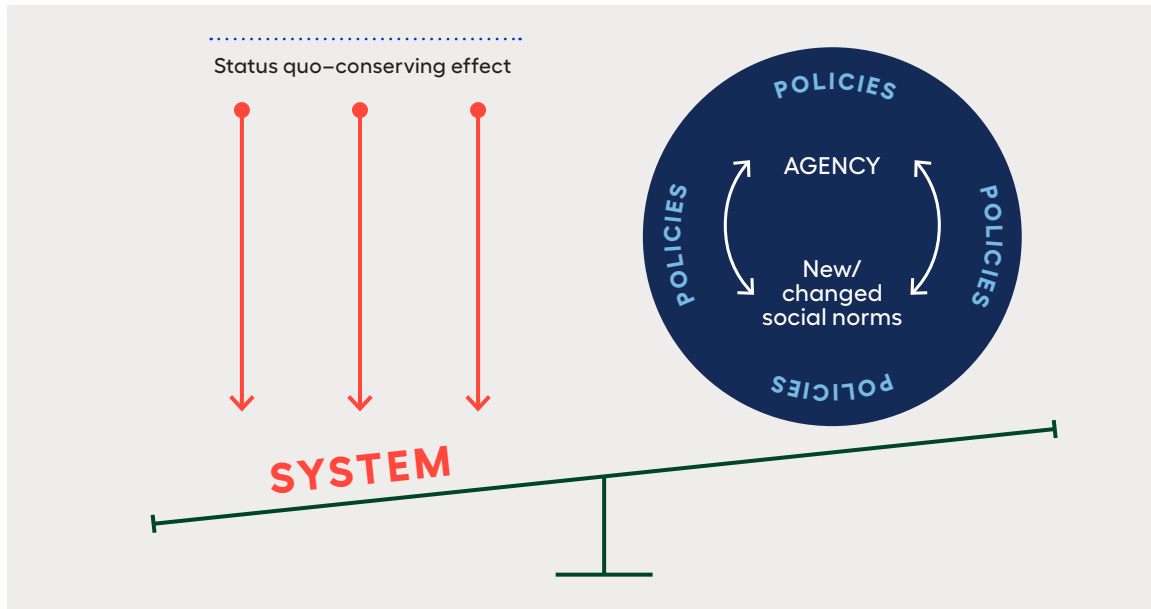 Status quo–conserving effect
SYSTEM
POLICIES
POLICIES
AGENCY
New/
changed
social norms
POLICIES
POLICIES